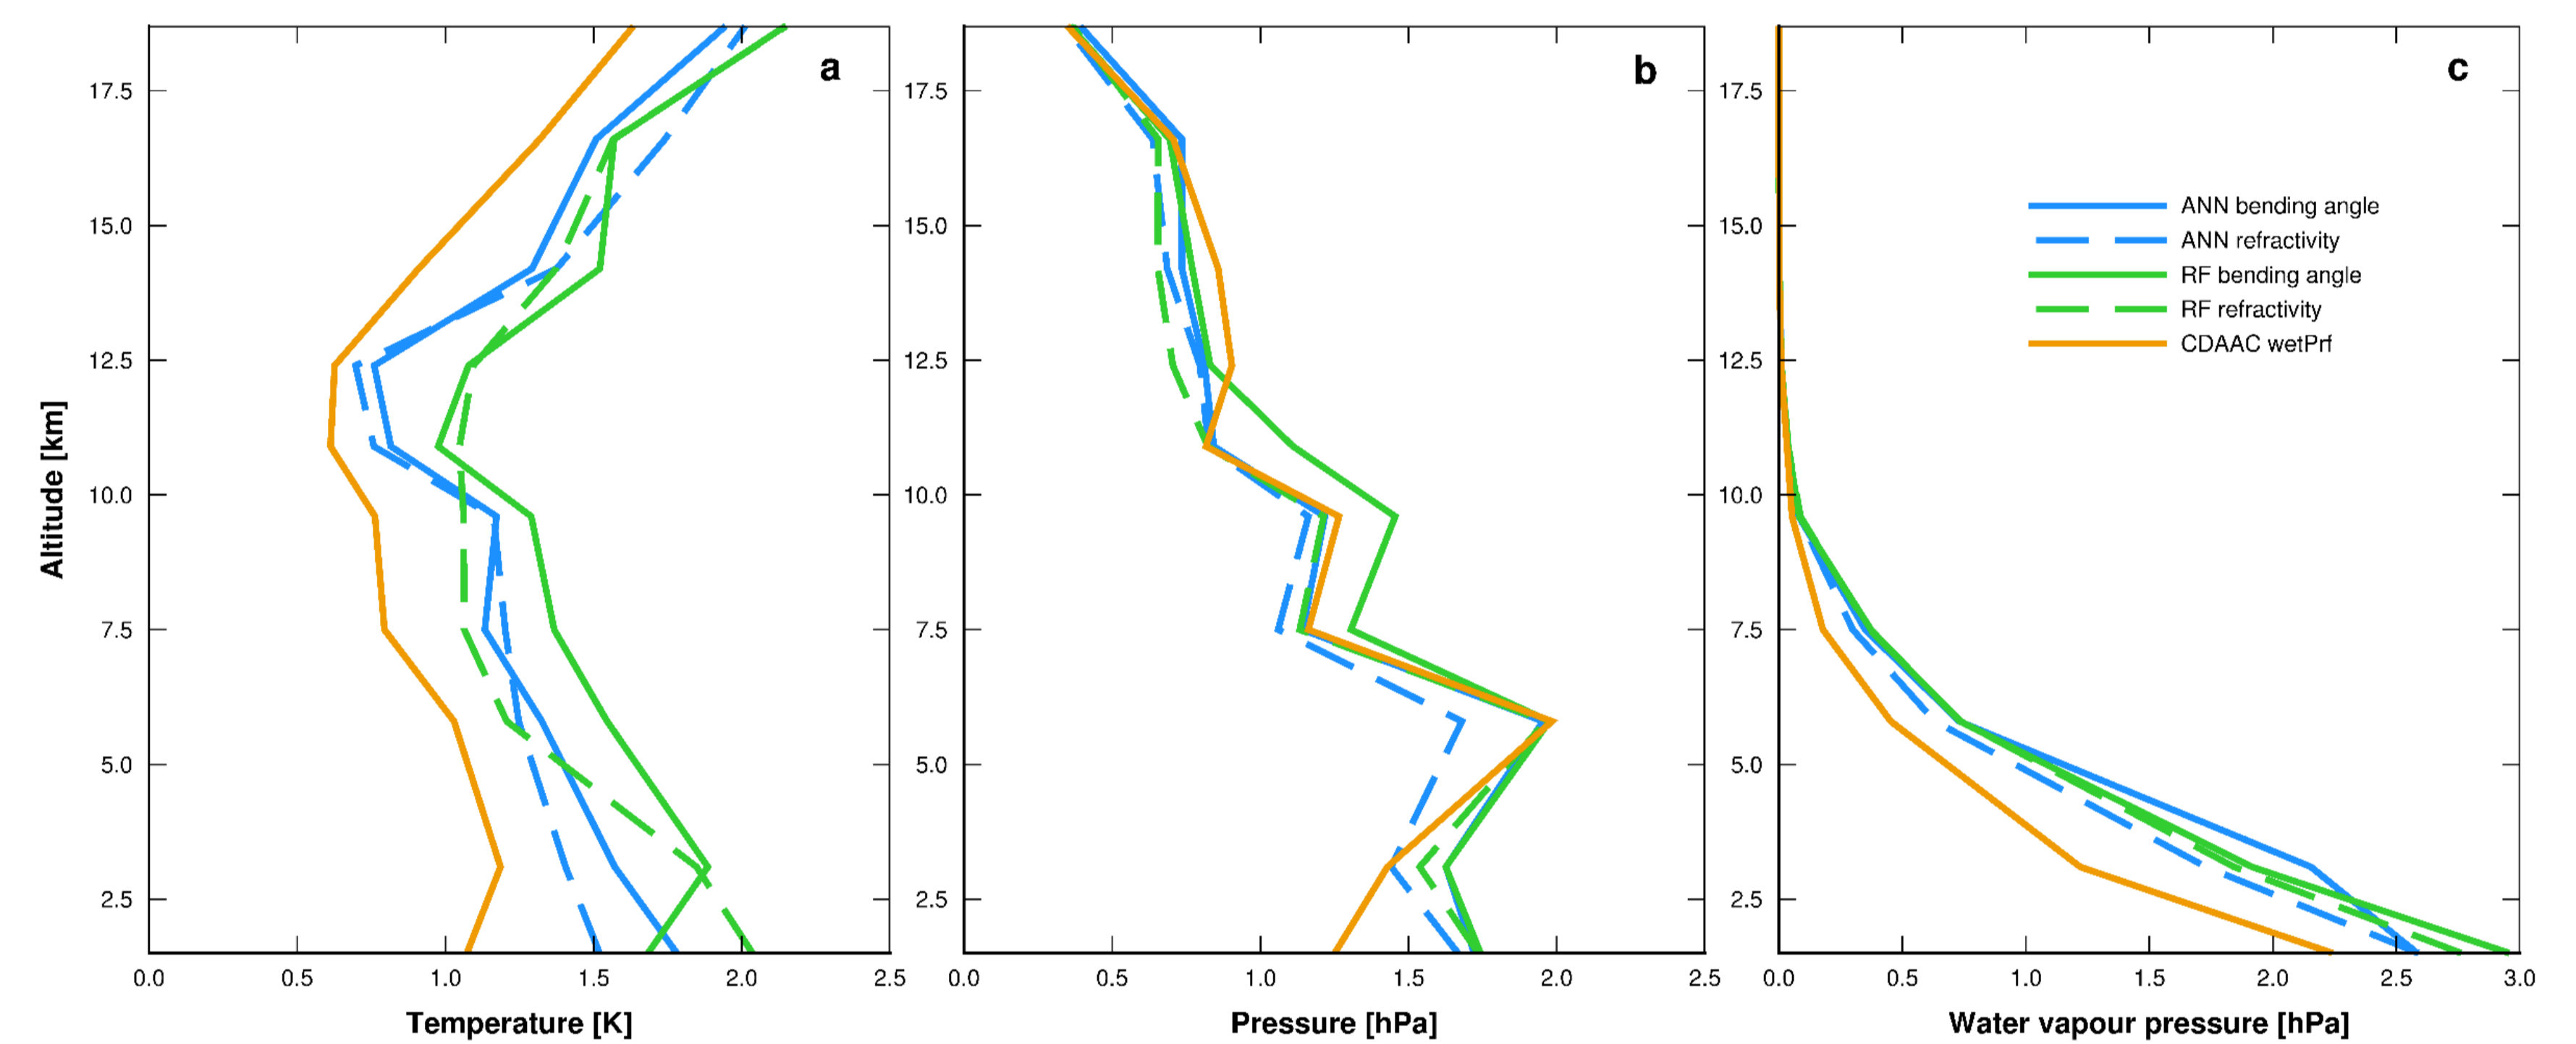 a
b
c
17.5
15.0
12.5
10.0
7.5
5.0
2.5
17.5
15.0
12.5
10.0
7.5
5.0
2.5
17.5
15.0
12.5
10.0
7.5
5.0
2.5
ANN bending angle
ANN refractivity
RF bending angle
RF refractivity
CDAAC wetPrf
Altitude [km]
0.0 0.5 1.0 1.5 2.0 2.5
0.0 0.5 1.0 1.5 2.0 2.5
0.0 0.5 1.0 1.5 2.0 2.5 3.0
Temperature [K]
Pressure [hPa]
Water vapour pressure [hPa]